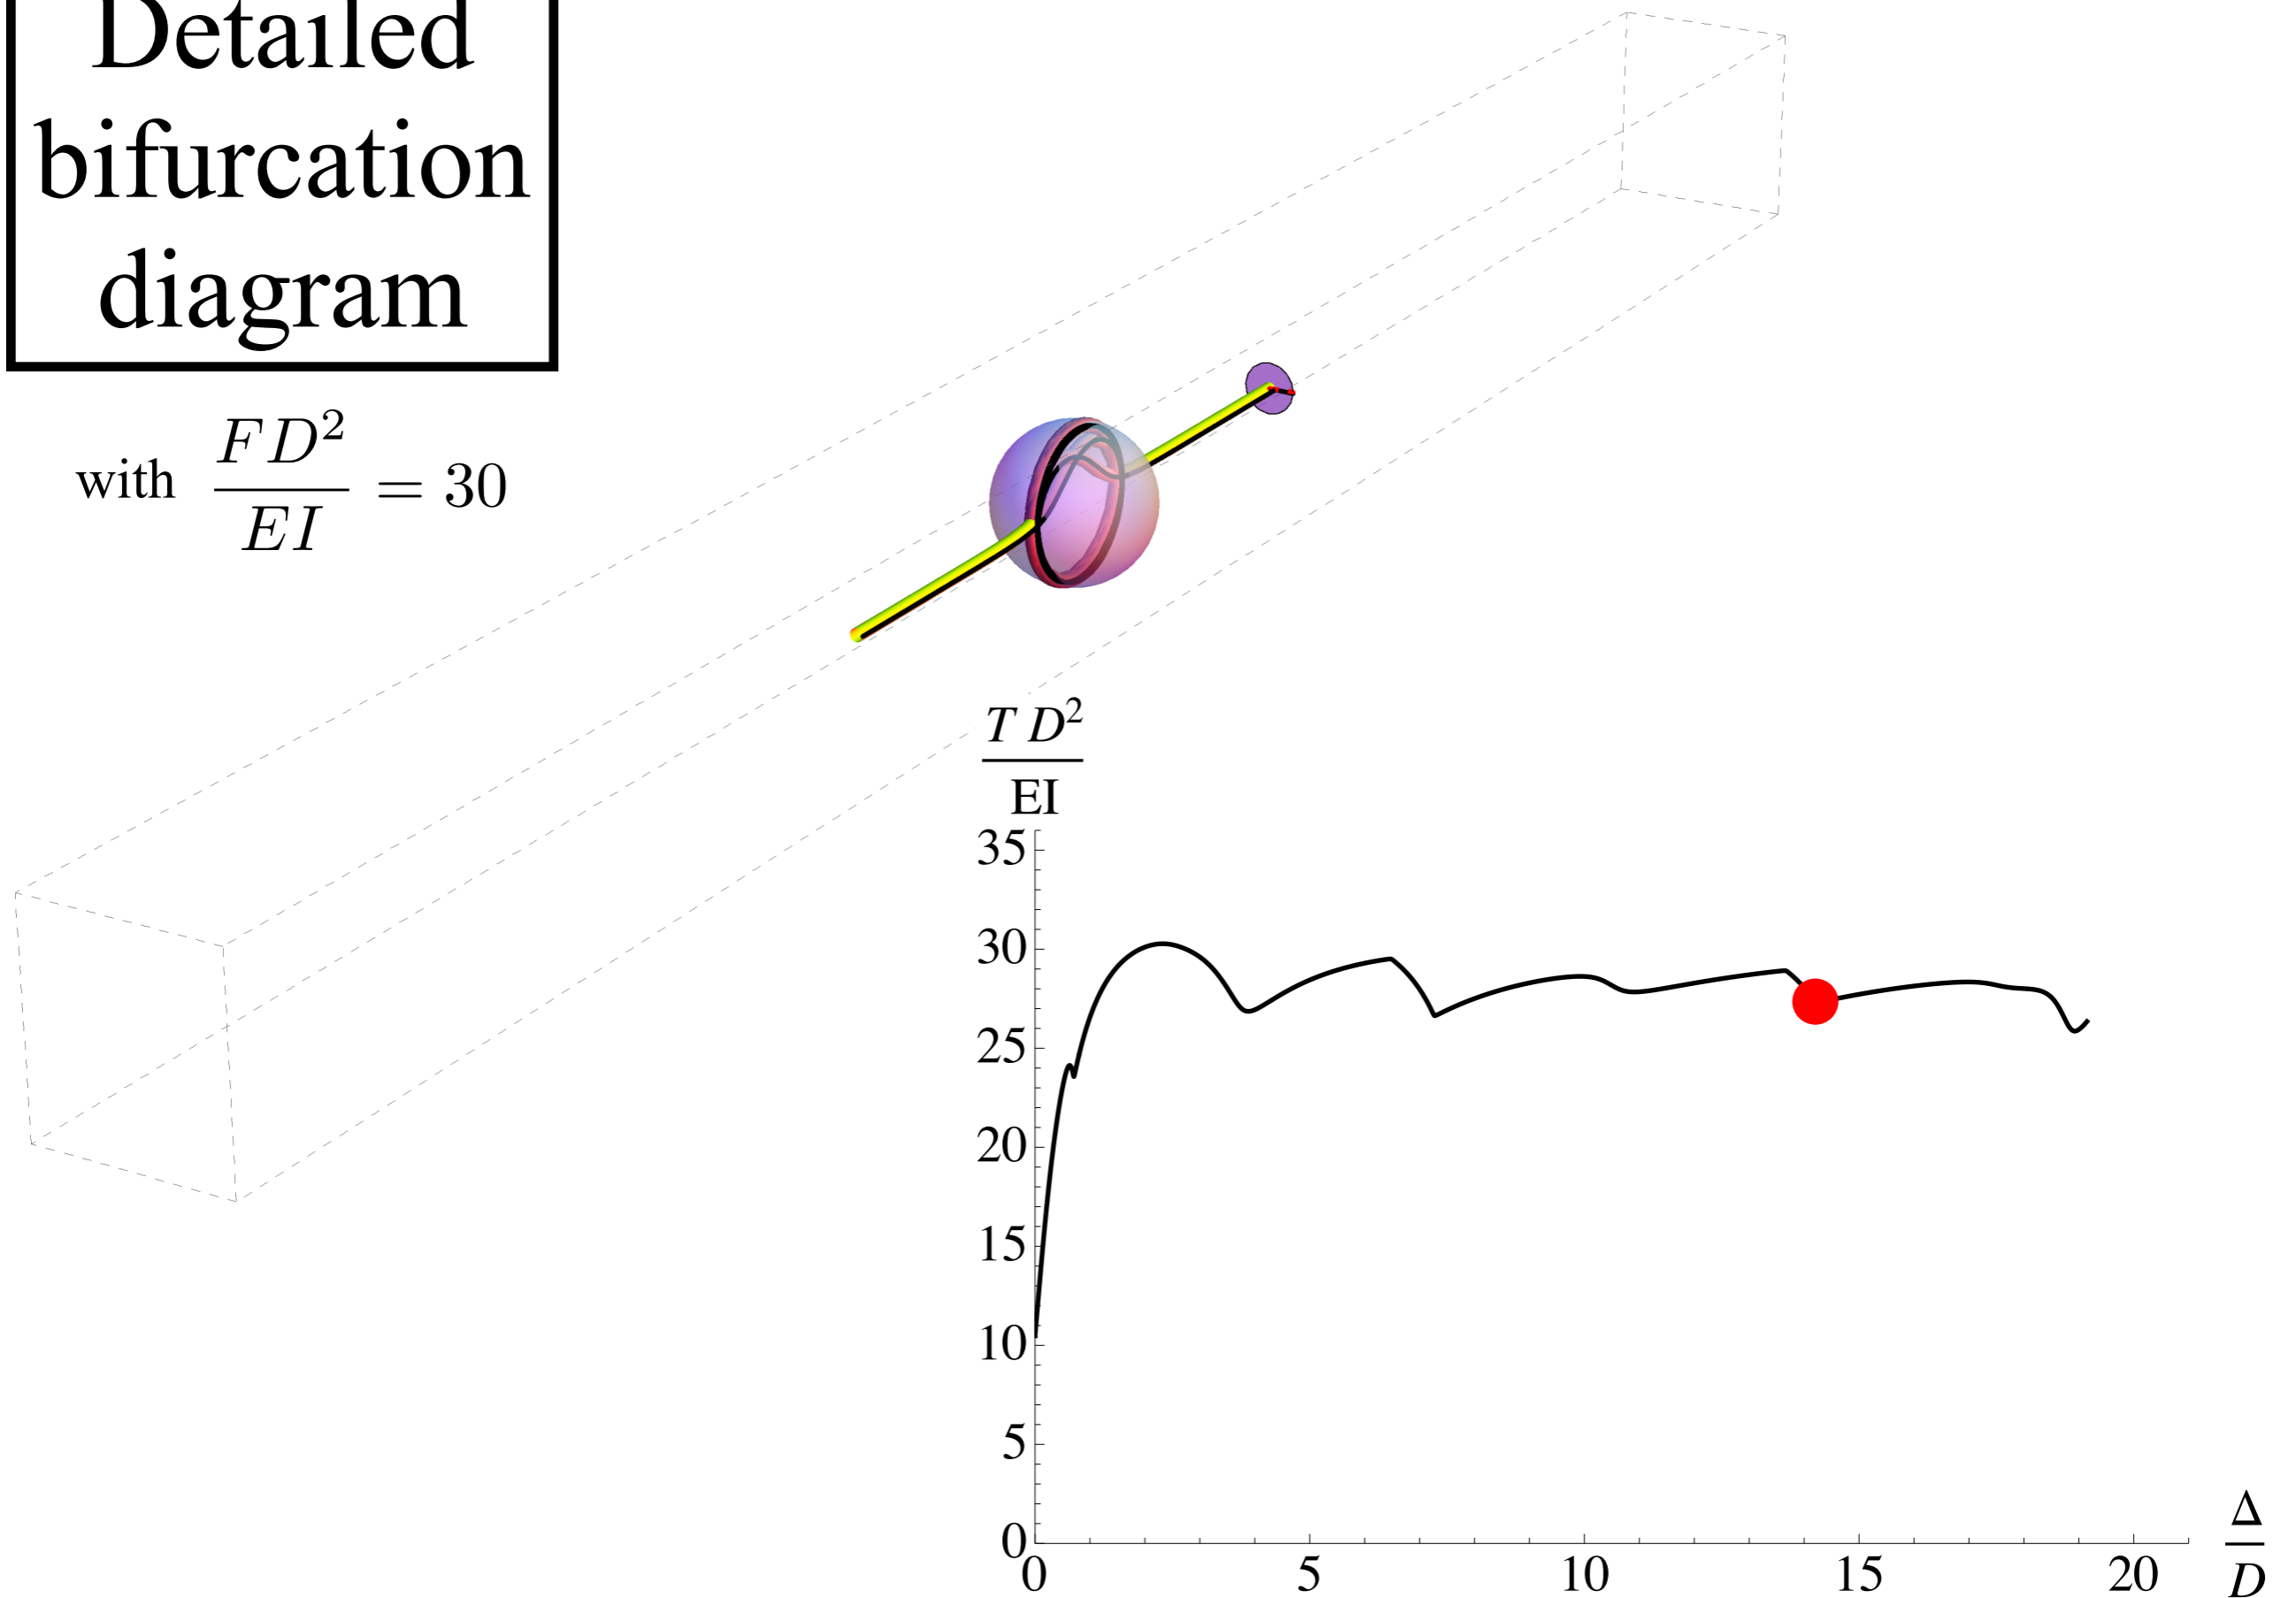 Detailed
bifurcation
diagram
with FD²/EI = 30
T D²/EI
35
30
25
20
15
10
5
0
0 5 10 15 20
Δ/D